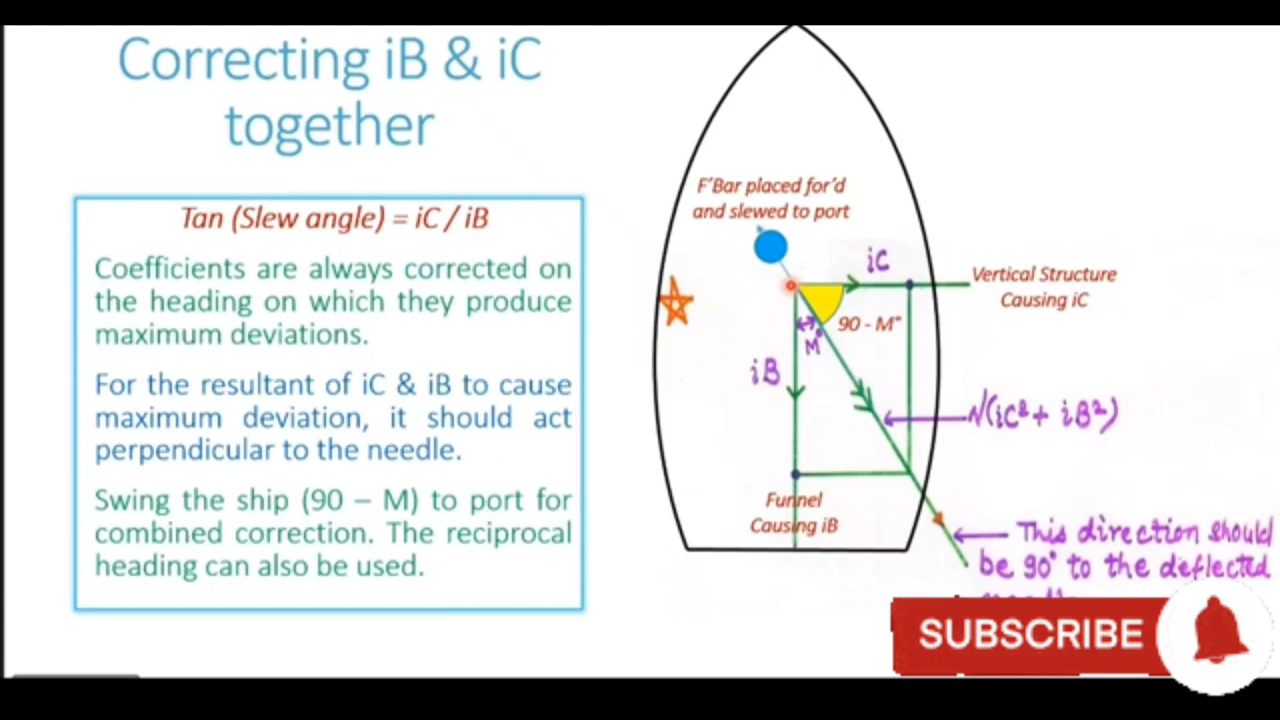 Correcting iB & iC
together
Tan (Slew angle) = iC / iB
Coefficients are always corrected on
the heading on which they produce
maximum deviations.
For the resultant of iC & iB to cause
maximum deviation, it should act
perpendicular to the needle.
Swing the ship (90 – M) to port for
combined correction. The reciprocal
heading can also be used.
F'Bar placed for'd
and slewed to port
iC
Vertical Structure
Causing iC
90 - M°
M°
iB
√(iC²+ iB²)
Funnel
Causing iB
This direction should
be 90° to the deflected
SUBSCRIBE